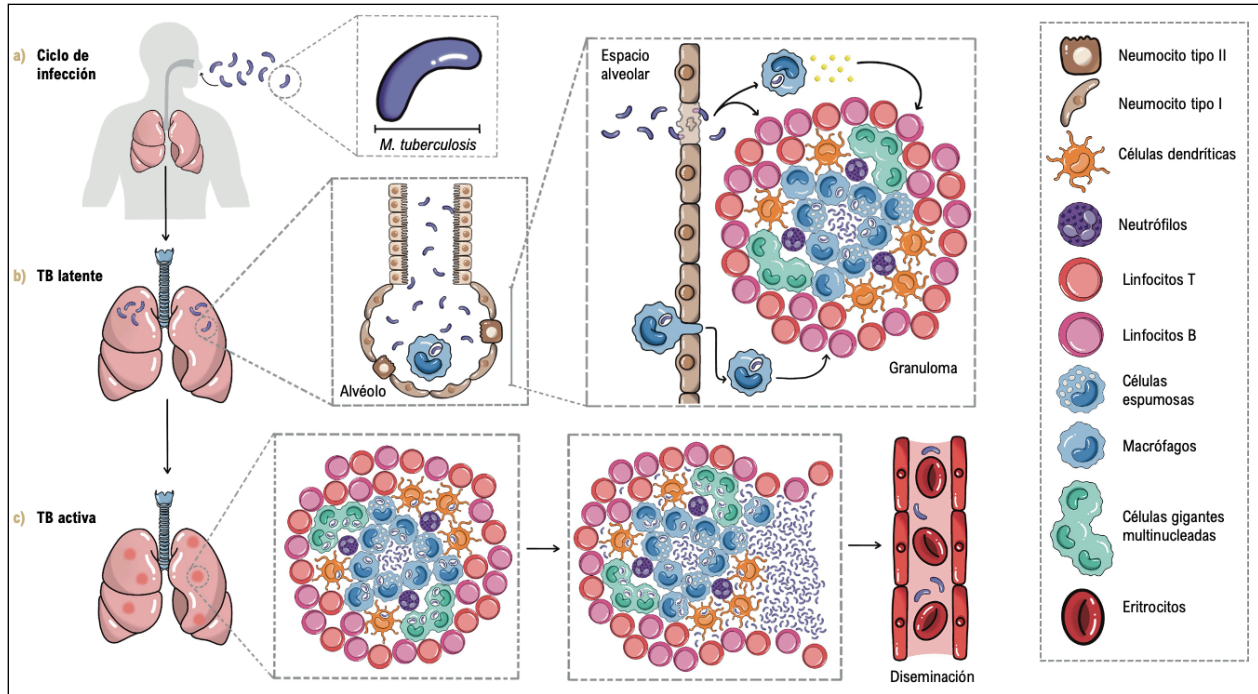 a) Ciclo de
infección
M. tuberculosis
Espacio
alveolar
Granuloma
b) TB latente
Alvéolo
c) TB activa
Diseminación
Neumocito tipo II
Neumocito tipo I
Células dendríticas
Neutrófilos
Linfocitos T
Linfocitos B
Células
espumosas
Macrófagos
Células gigantes
multinucleadas
Eritrocitos